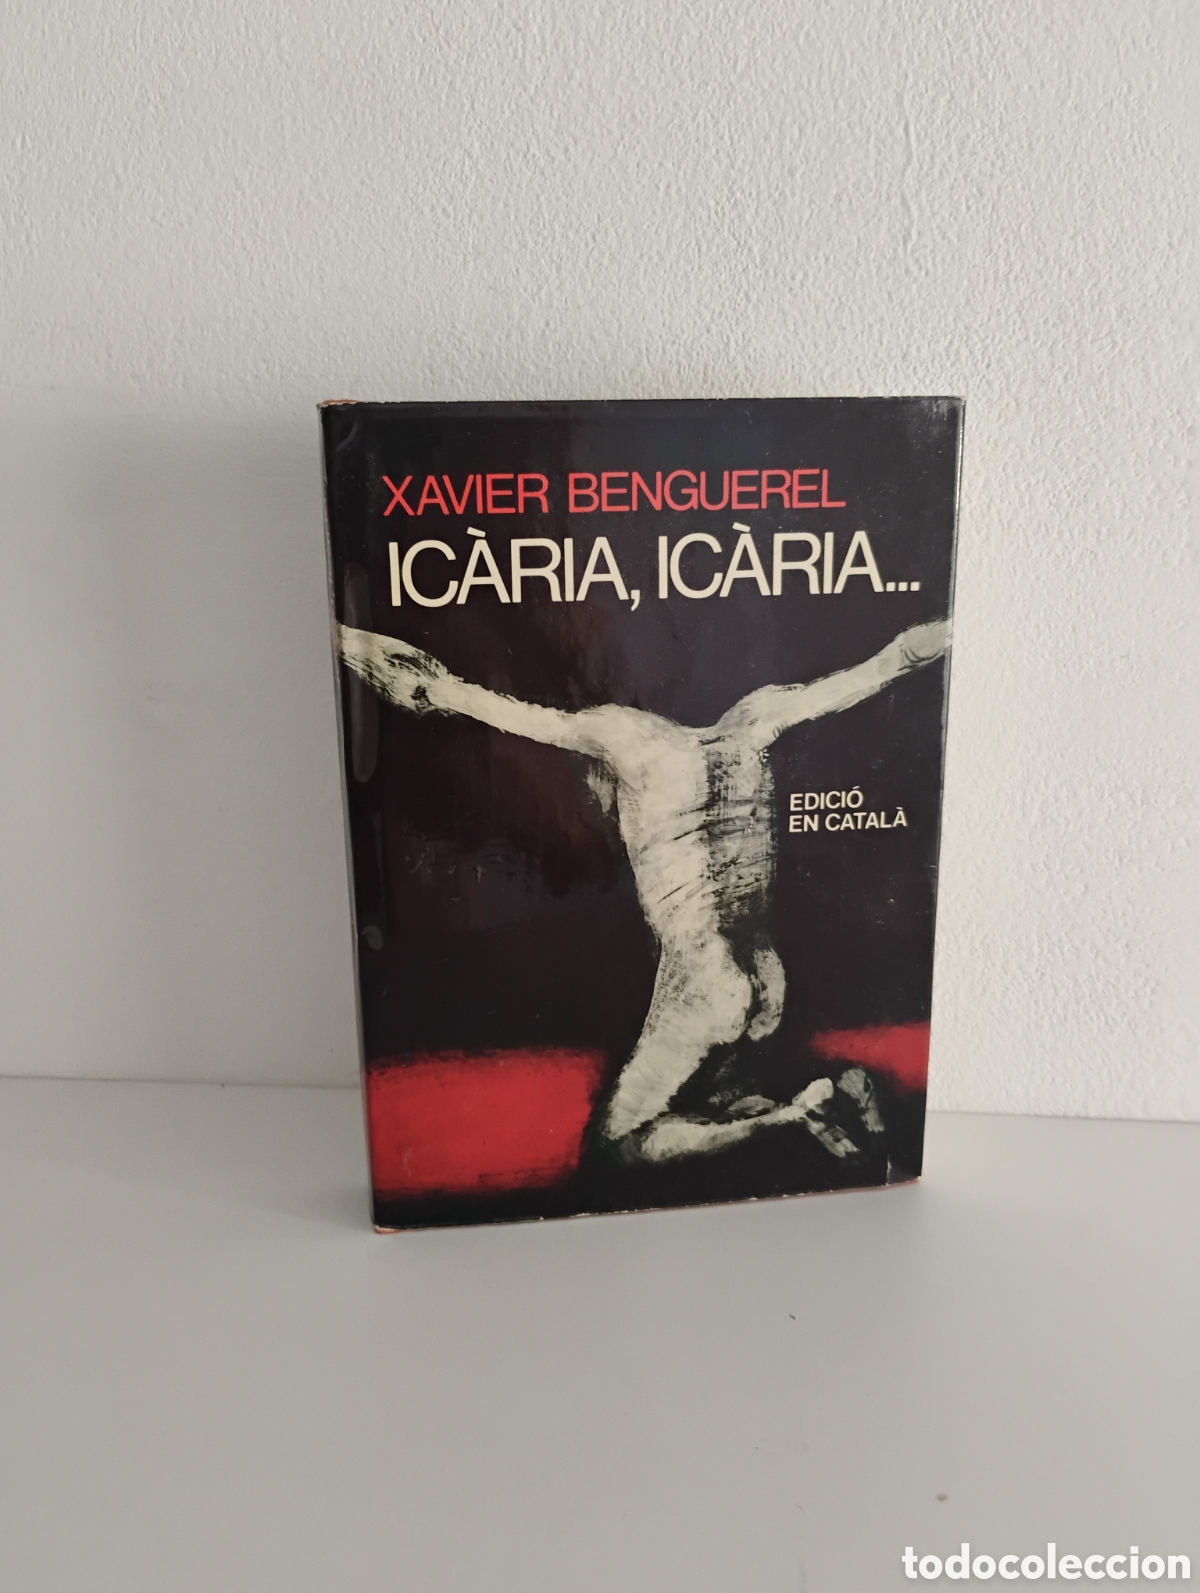 XAVIER BENGUEREL
ICÀRIA, ICÀRIA...
EDICIÓ
EN CATALÀ
todocoleccion